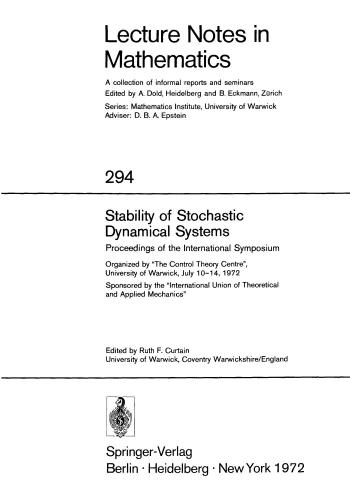 Lecture Notes in
Mathematics
A collection of informal reports and seminars
Edited by A. Dold, Heidelberg and B. Eckmann, Zürich
Series: Mathematics Institute, University of Warwick
Adviser: D. B. A. Epstein
294
Stability of Stochastic
Dynamical Systems
Proceedings of the International Symposium
Organized by "The Control Theory Centre",
University of Warwick, July 10-14, 1972
Sponsored by the "International Union of Theoretical
and Applied Mechanics"
Edited by Ruth F. Curtain
University of Warwick, Coventry Warwickshire/England
Springer-Verlag
Berlin · Heidelberg · New York 1972